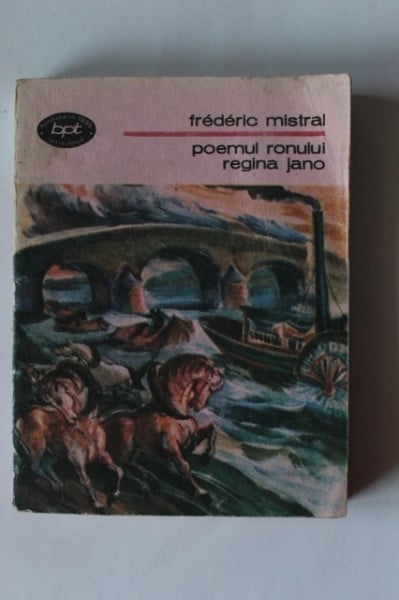 bpt
frédéric mistral
poemul ronului
regina jano